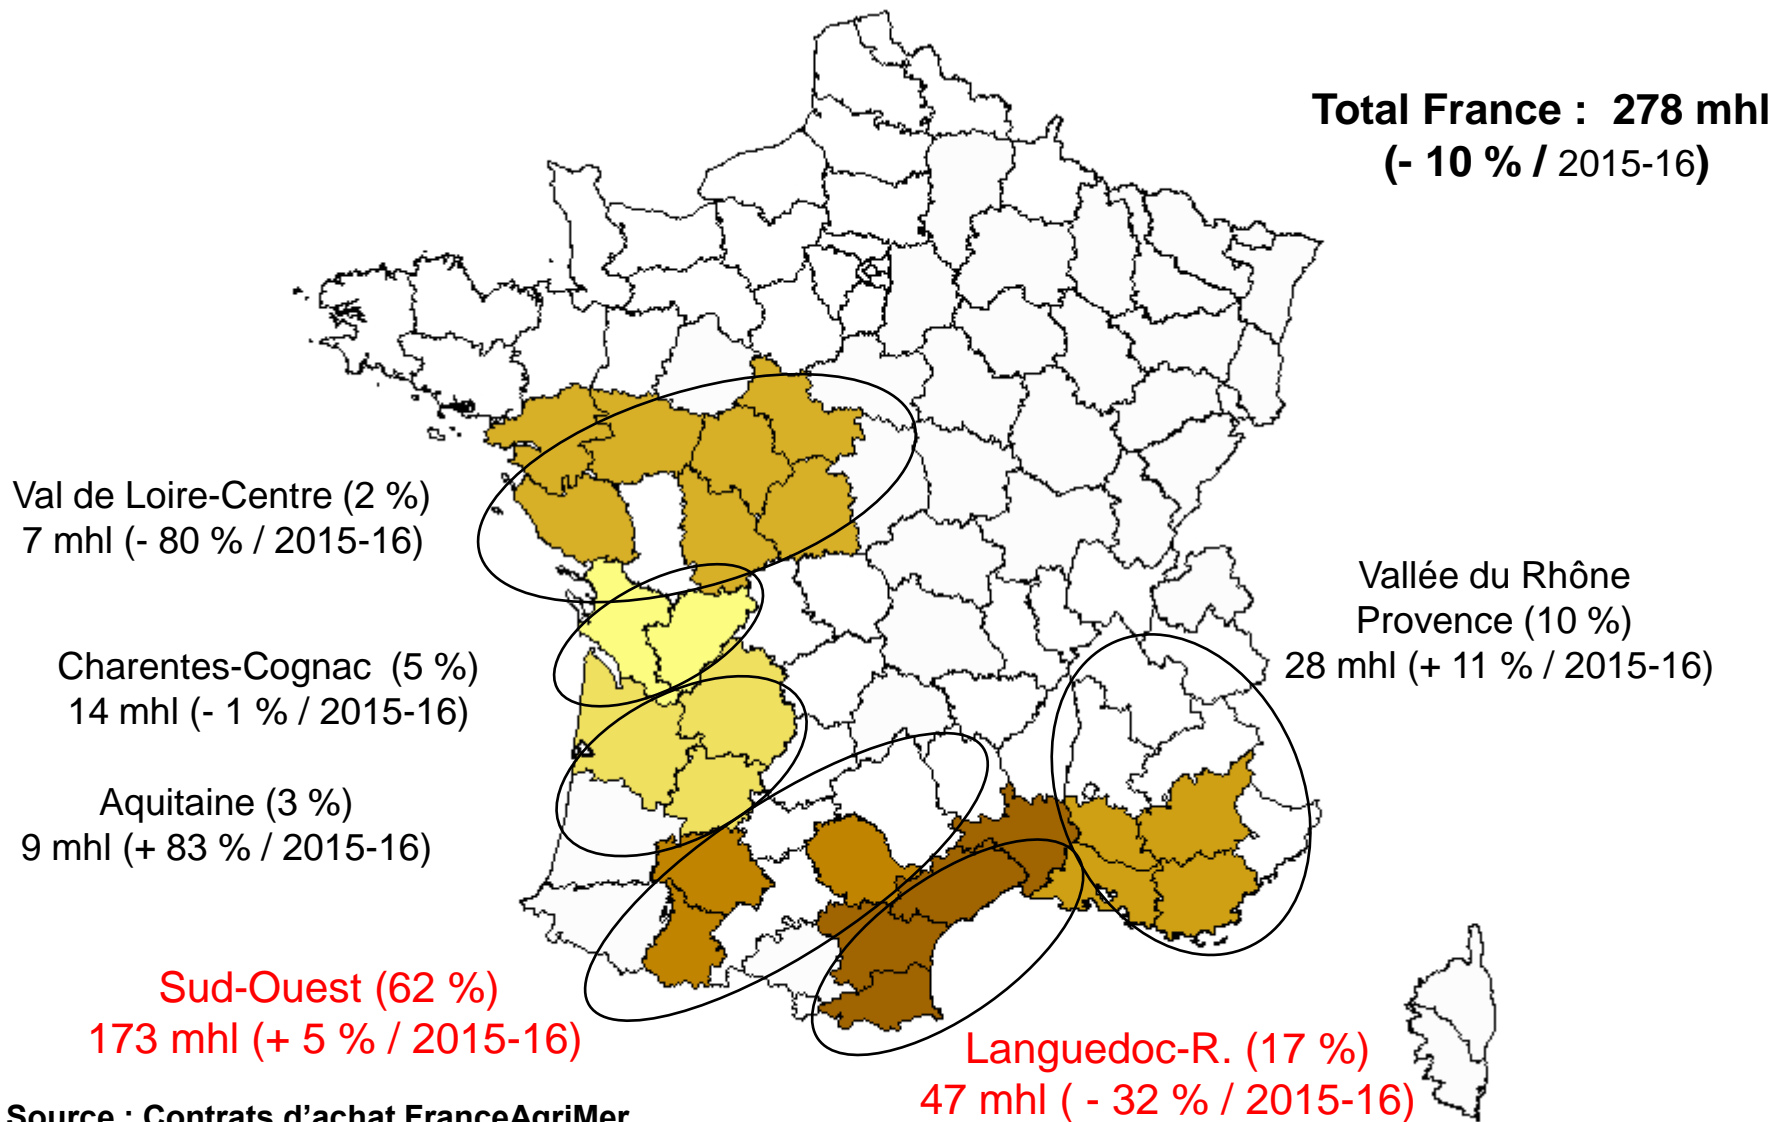 Total France :  278 mhl
(- 10 % / 2015-16)
Val de Loire-Centre (2 %)
7 mhl (- 80 % / 2015-16)
Vallée du Rhône
Provence (10 %)
28 mhl (+ 11 % / 2015-16)
Charentes-Cognac  (5 %)
14 mhl (- 1 % / 2015-16)
Aquitaine (3 %)
9 mhl (+ 83 % / 2015-16)
Sud-Ouest (62 %)
173 mhl (+ 5 % / 2015-16)
Languedoc-R. (17 %)
47 mhl ( - 32 % / 2015-16)
Source : Contrats d'achat FranceAgriMer